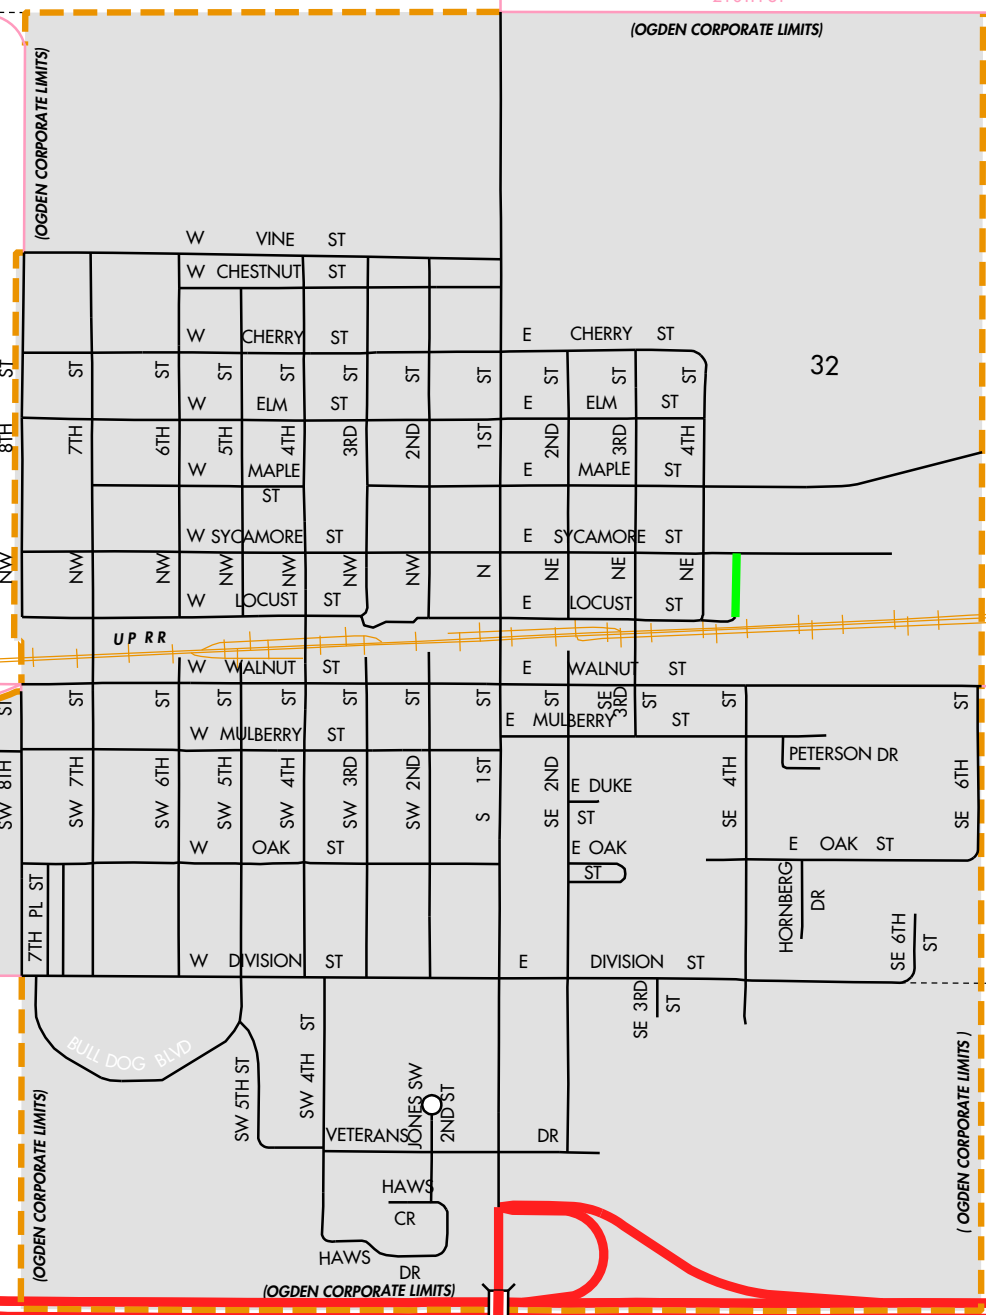 (OGDEN CORPORATE LIMITS)
(OGDEN CORPORATE LIMITS)
W VINE ST
W CHESTNUT ST
W CHERRY ST
E CHERRY ST
32
ST ST ST ST ST ST ST ST ST ST ST
W ELM ST
E ELM ST
8TH 7TH 6TH 5TH 4TH 3RD 2ND 1ST 2ND 3RD 4TH
W MAPLE ST
E MAPLE ST
W SYCAMORE ST
E SYCAMORE ST
NW NW NW NW NW NW NW N NE NE NE
W LOCUST ST
E LOCUST ST
UP RR
W WALNUT ST
E WALNUT ST
ST ST ST ST ST ST ST ST ST
SE 3RD ST
ST
ST
W MULBERRY ST
E MULBERRY ST
PETERSON DR
SW 8TH
SW 7TH
SW 6TH
SW 5TH
SW 4TH
SW 3RD
SW 2ND
S 1ST
SE 2ND
SE 4TH
SE 6TH
E DUKE
ST
W OAK ST
E OAK
ST
E OAK ST
7TH PL ST
HORNBERG
DR
SE 6TH
ST
W DIVISION ST
E DIVISION ST
SE 3RD
ST
BULL DOG BLVD
SW 5TH ST
SW 4TH ST
JONES SW
2ND ST
VETERANS DR
HAWS
CR
HAWS
DR
(OGDEN CORPORATE LIMITS)
(OGDEN CORPORATE LIMITS)
( OGDEN CORPORATE LIMITS )